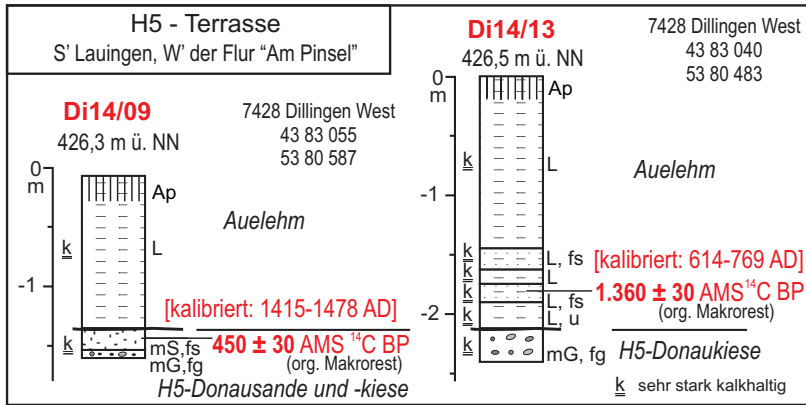 H5 - Terrasse
S’ Lauingen, W’ der Flur “Am Pinsel”
Di14/09
426,3 m ü. NN
7428 Dillingen West
43 83 055
53 80 587
0
m
-1
Ap
k
L
Auelehm
[kalibriert: 1415-1478 AD]
k
mS,fs
mG,fg
450 ± 30 AMS ¹⁴C BP
(org. Makrorest)
H5-Donausande und -kiese
Di14/13
426,5 m ü. NN
7428 Dillingen West
43 83 040
53 80 483
0
m
-1
-2
Ap
k
L
Auelehm
k
L, fs
k
L
[kalibriert: 614-769 AD]
k
L, fs
1.360 ± 30 AMS ¹⁴C BP
(org. Makrorest)
k
L, u
mG, fg
H5-Donaukiese
k sehr stark kalkhaltig